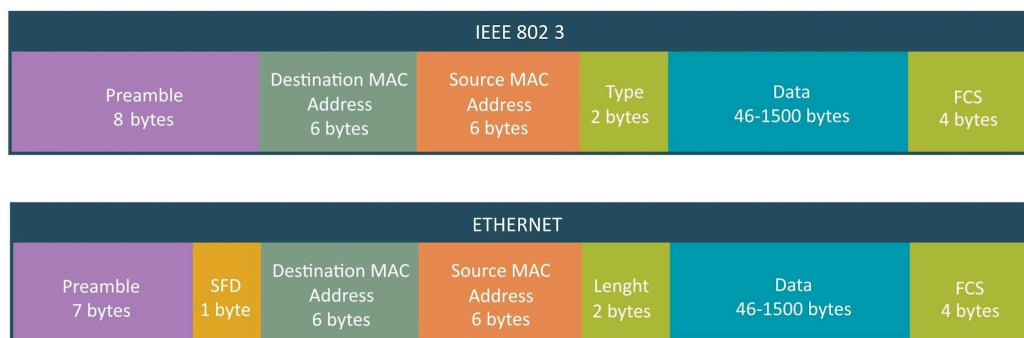 IEEE 802 3
Preamble
8 bytes
Destination MAC
Address
6 bytes
Source MAC
Address
6 bytes
Type
2 bytes
Data
46-1500 bytes
FCS
4 bytes
ETHERNET
Preamble
7 bytes
SFD
1 byte
Destination MAC
Address
6 bytes
Source MAC
Address
6 bytes
Lenght
2 bytes
Data
46-1500 bytes
FCS
4 bytes